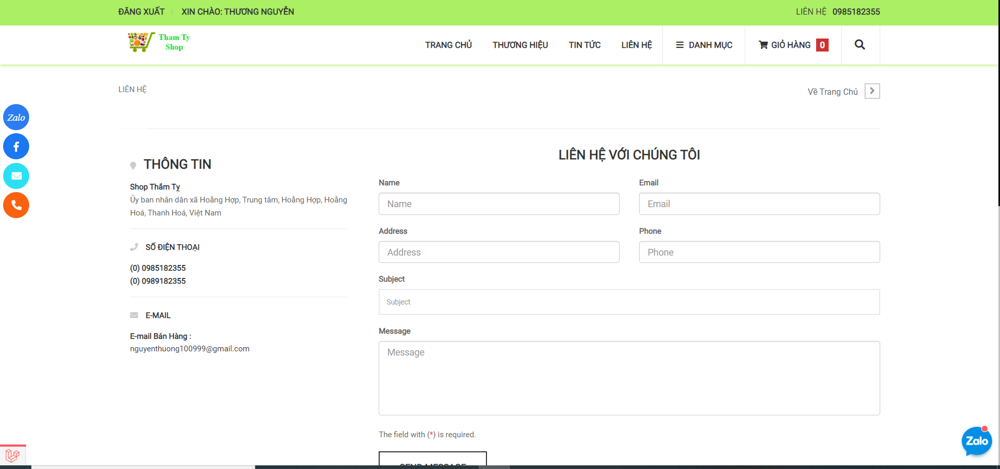 ĐĂNG XUẤT XIN CHÀO: THƯƠNG NGUYỄN LIÊN HỆ 0985182355
Tham Ty
Shop
TRANG CHỦ THƯƠNG HIỆU TIN TỨC LIÊN HỆ DANH MỤC GIỎ HÀNG 0
LIÊN HỆ
Về Trang Chủ
Zalo
THÔNG TIN
Shop Thắm Tỵ
Ủy ban nhân dân xã Hoằng Hợp, Trung tâm, Hoằng Hợp, Hoằng
Hoá, Thanh Hoá, Việt Nam
SỐ ĐIỆN THOẠI
(0) 0985182355
(0) 0989182355
E-MAIL
E-mail Bán Hàng :
nguyenthuong100999@gmail.com
LIÊN HỆ VỚI CHÚNG TÔI
Name Email
Name Email
Address Phone
Address Phone
Subject
Subject
Message
Message
The field with (*) is required.
SEND MESSAGE
Zalo